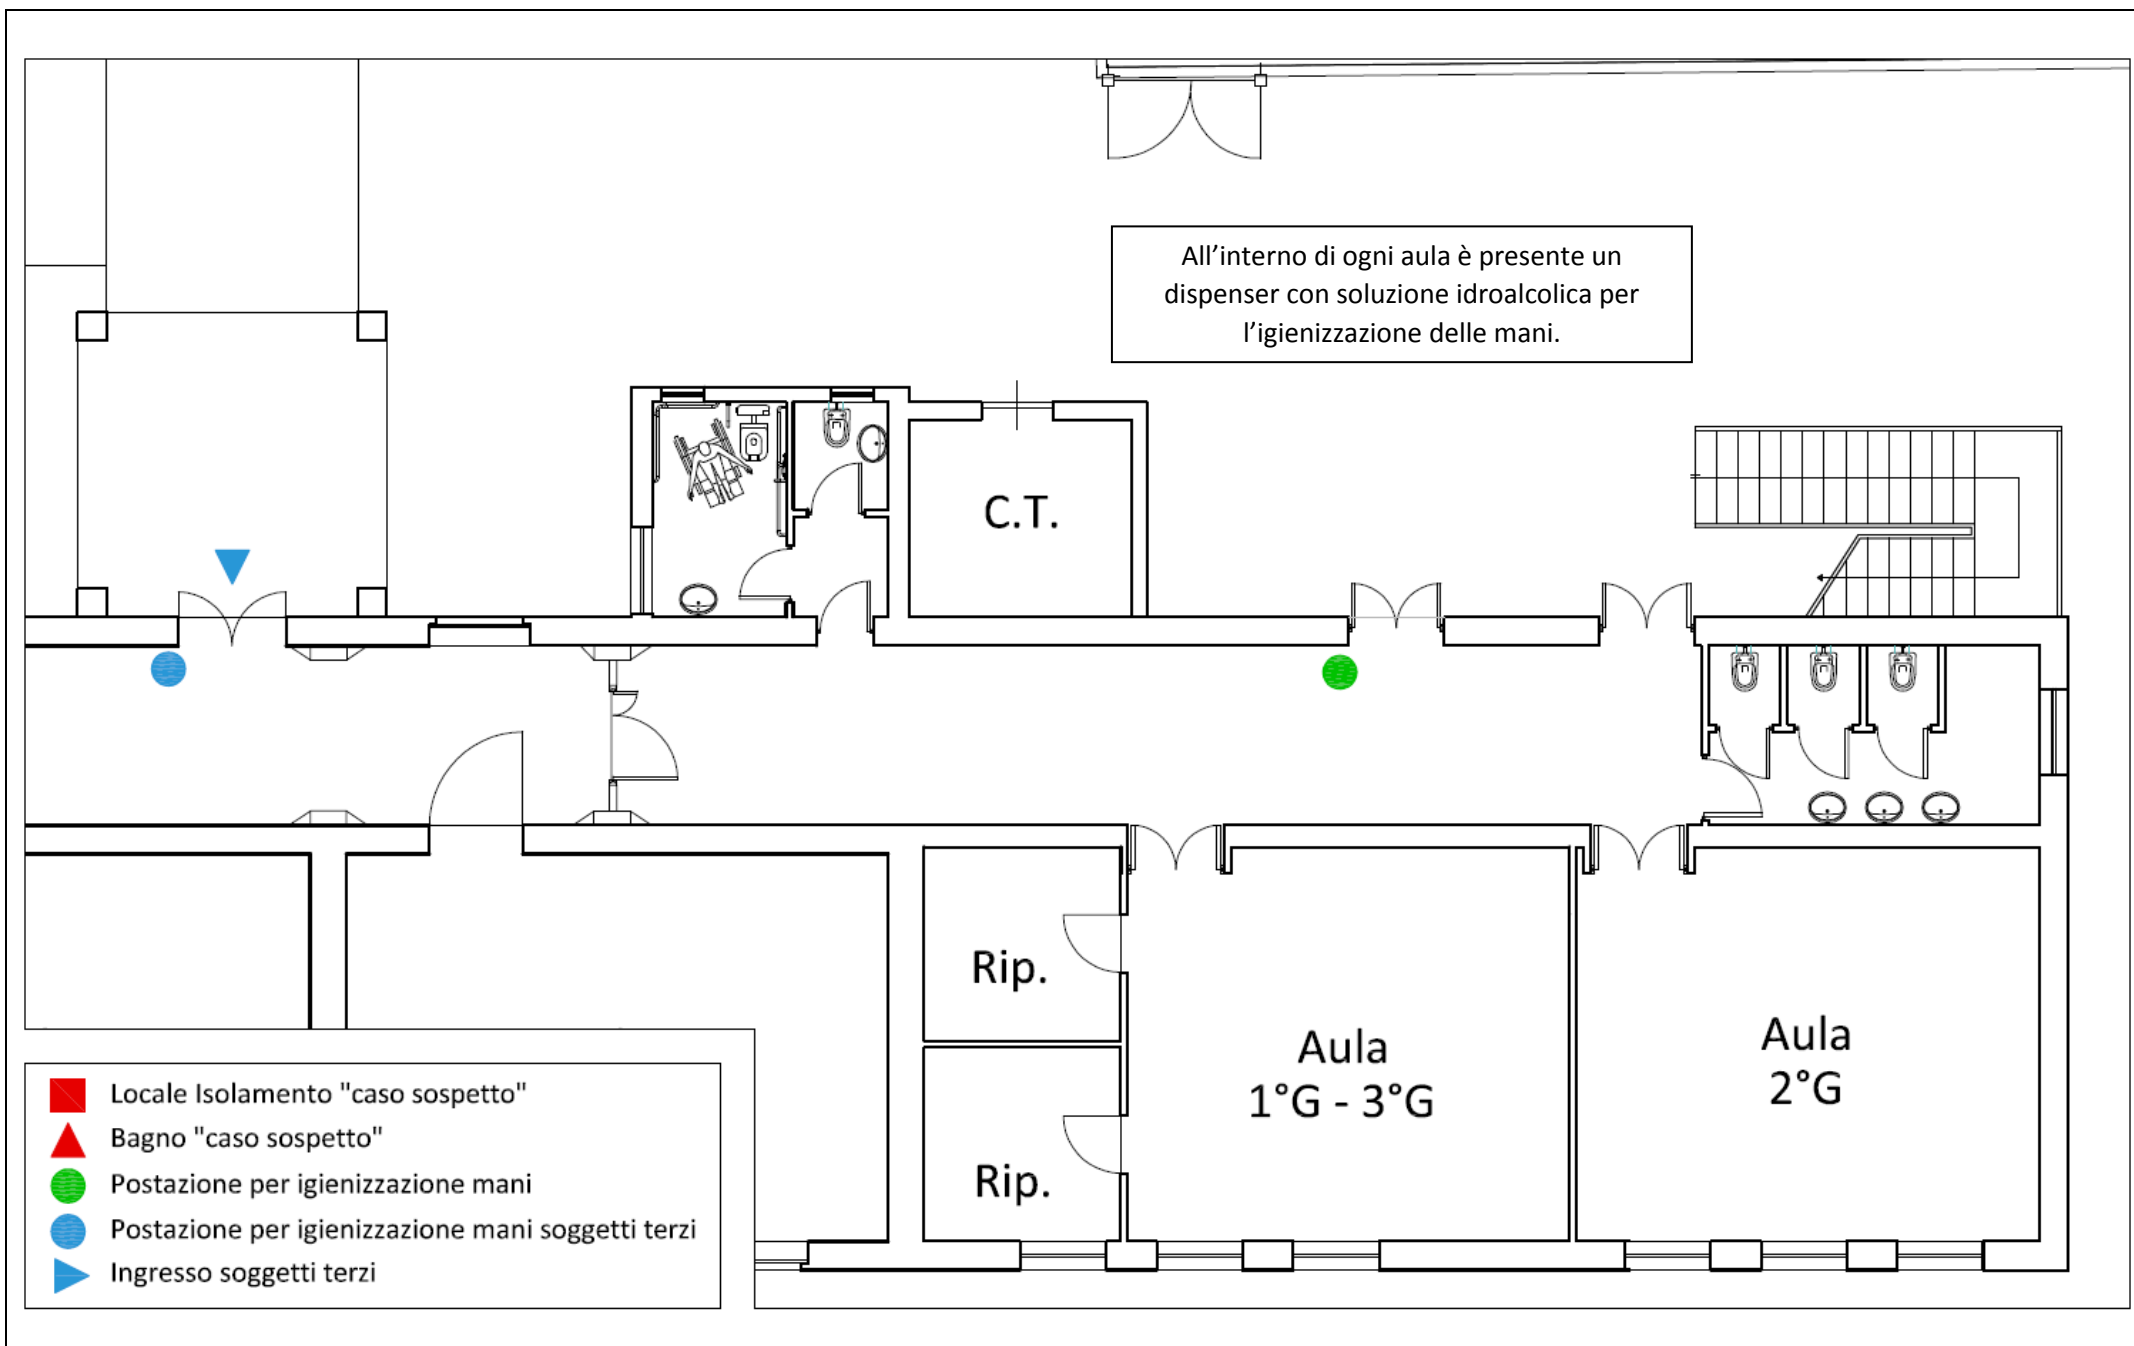 All’interno di ogni aula è presente un
dispenser con soluzione idroalcolica per
l’igienizzazione delle mani.
C.T.
Rip.
Rip.
Aula
1°G - 3°G
Aula
2°G
Locale Isolamento "caso sospetto"
Bagno "caso sospetto"
Postazione per igienizzazione mani
Postazione per igienizzazione mani soggetti terzi
Ingresso soggetti terzi